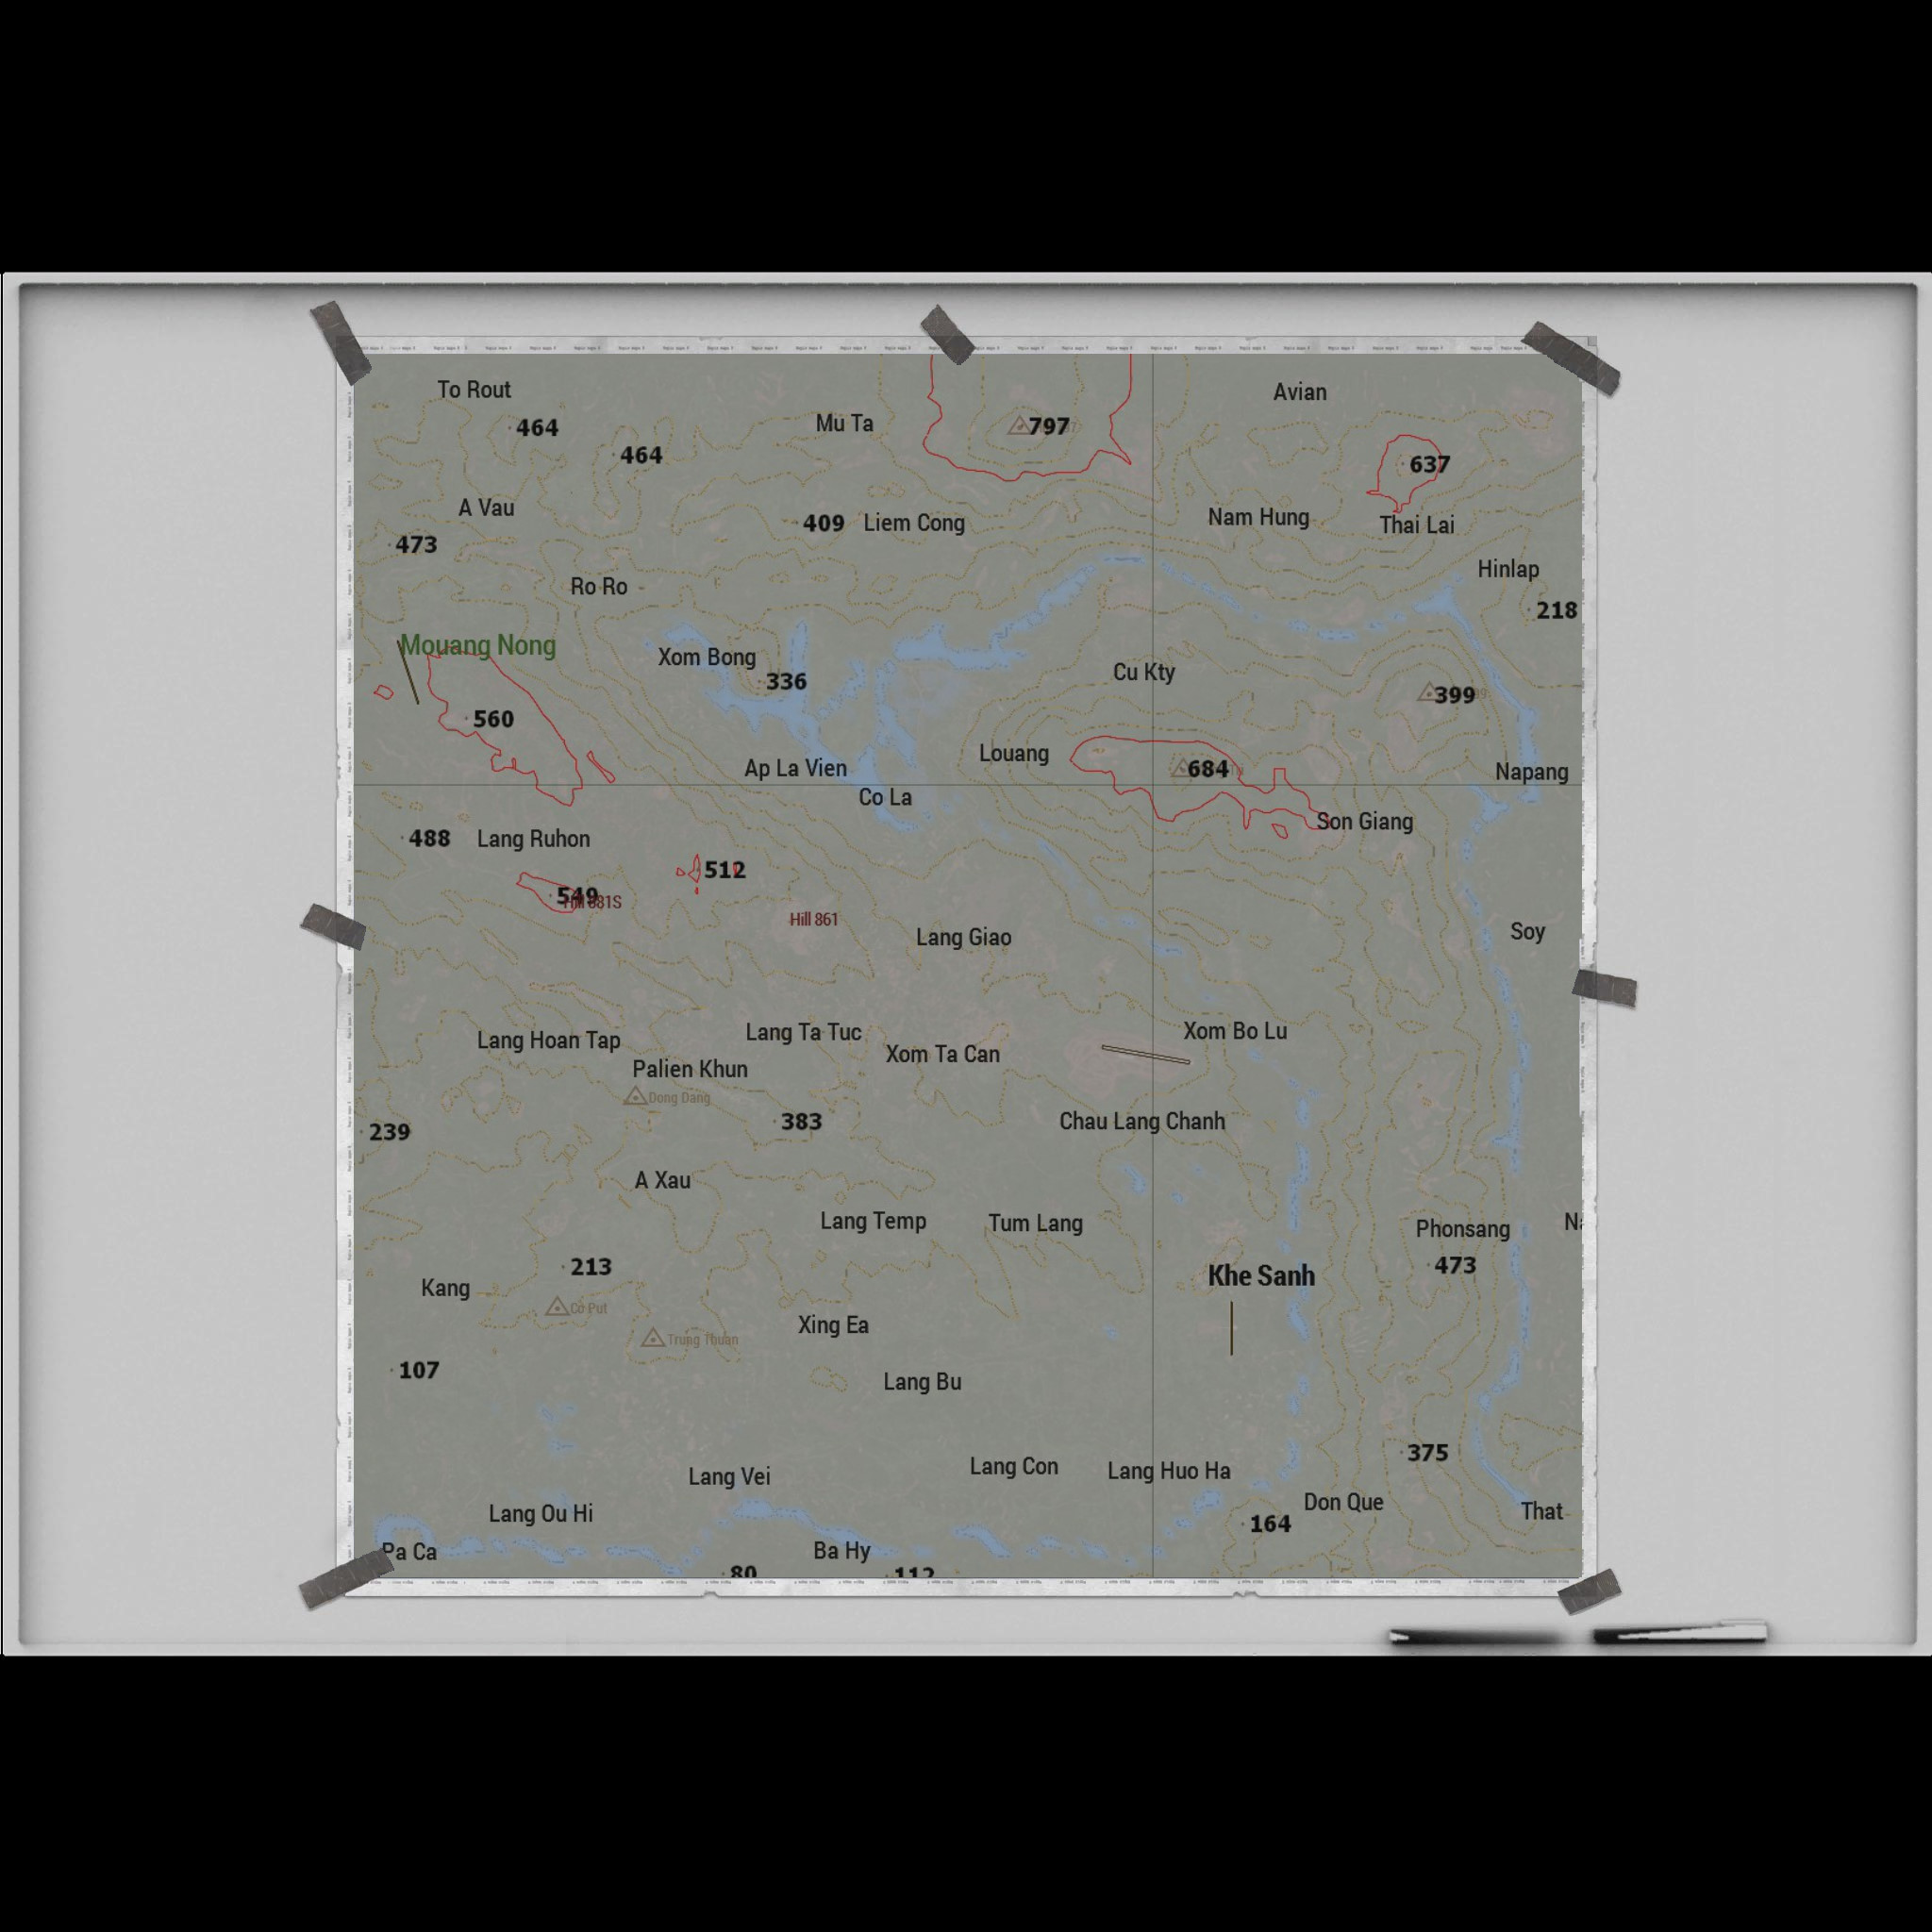 To Rout
Avian
Mu Ta
464
797
464
637
A Vau
Nam Hung
409
Liem Cong
Thai Lai
473
Hinlap
Ro Ro
218
Mouang Nong
Xom Bong
Cu Kty
336
399
560
Louang
Ap La Vien
684
Napang
Co La
Son Giang
488
Lang Ruhon
512
549
Hill 881S
Hill 861
Soy
Lang Giao
Xom Bo Lu
Lang Ta Tuc
Lang Hoan Tap
Xom Ta Can
Palien Khun
Dong Dang
383
Chau Lang Chanh
239
A Xau
Lang Temp
Tum Lang
Phonsang
213
473
Khe Sanh
Kang
Co Put
Xing Ea
Trung Thuan
107
Lang Bu
375
Lang Con
Lang Huo Ha
Lang Vei
Don Que
That
Lang Ou Hi
164
Ba Hy
Pa Ca
80
112